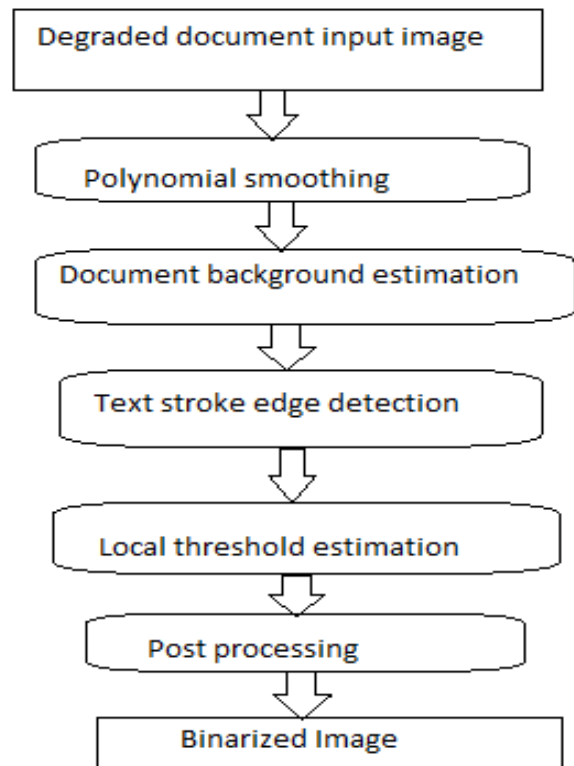 Degraded document input image
Polynomial smoothing
Document background estimation
Text stroke edge detection
Local threshold estimation
Post processing
Binarized Image